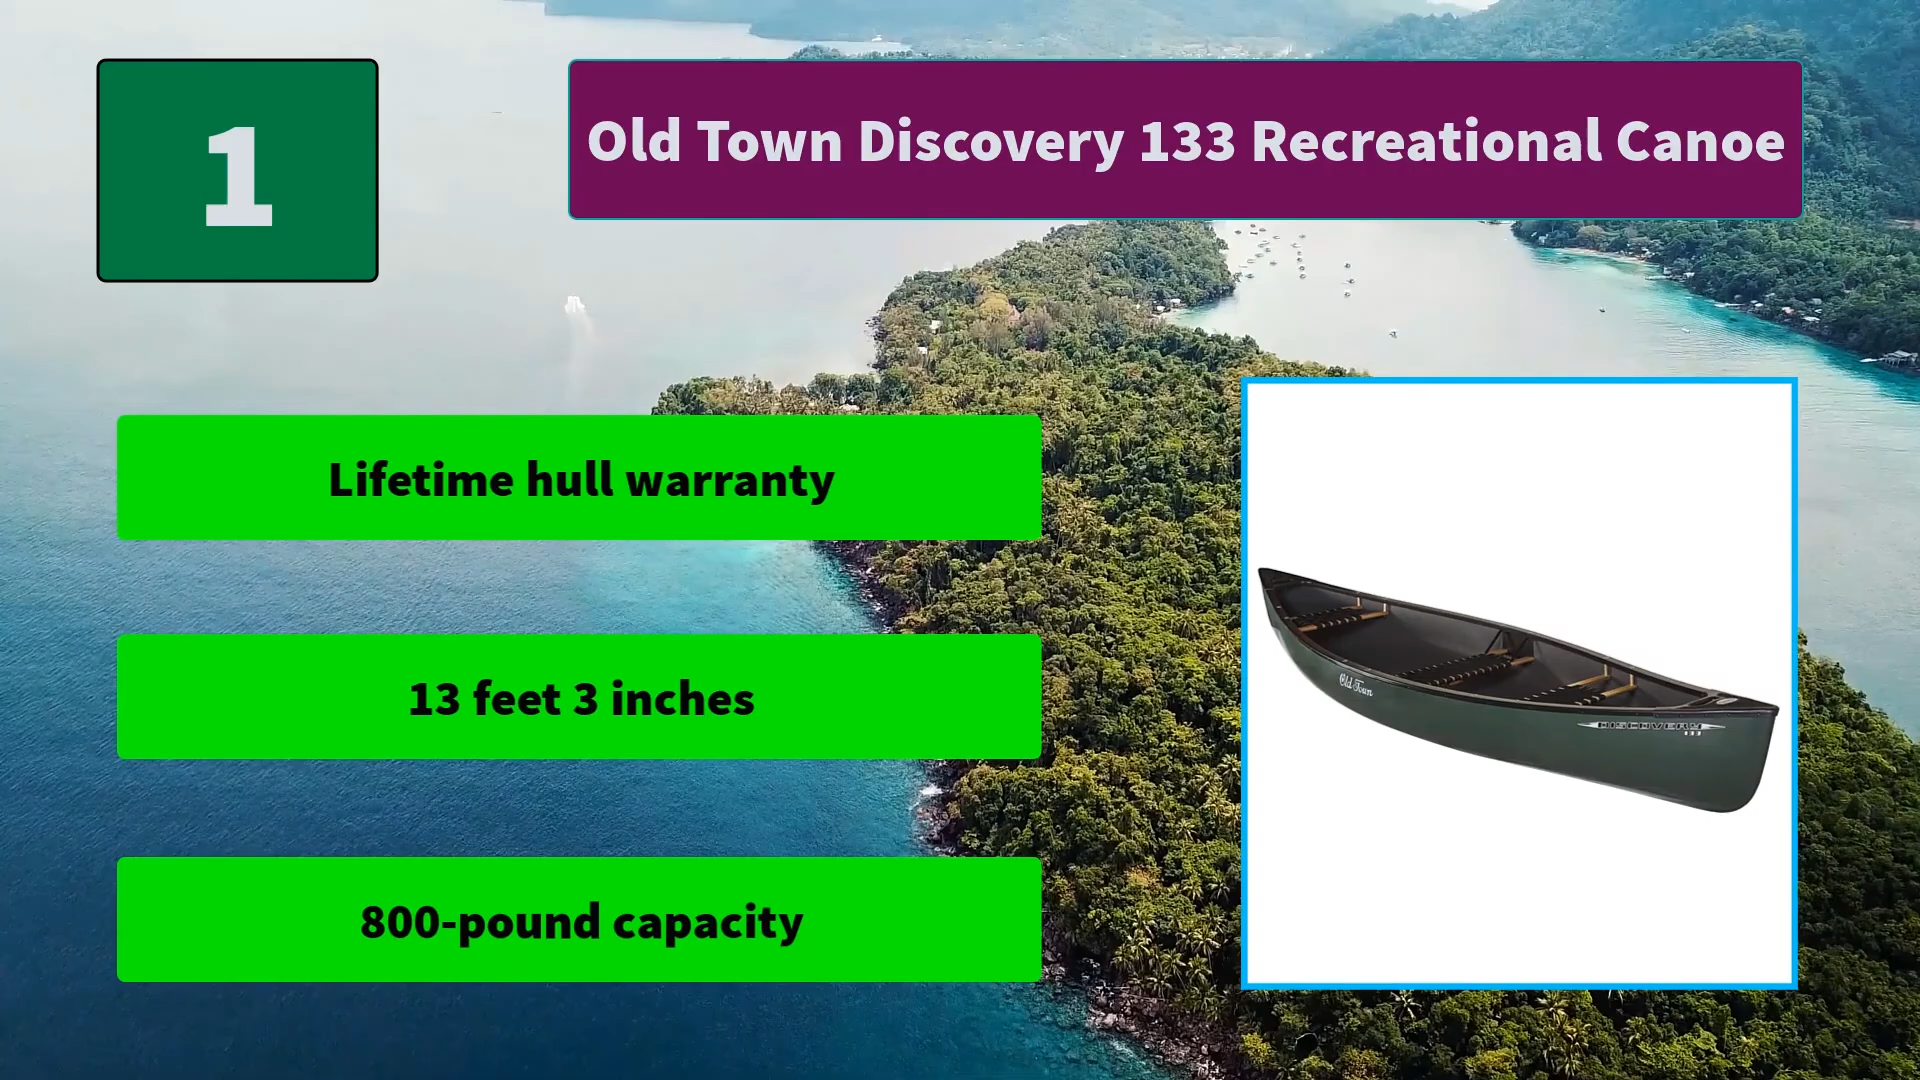 1
Old Town Discovery 133 Recreational Canoe
Lifetime hull warranty
13 feet 3 inches
800-pound capacity
Old Town
DISCOVERY
133